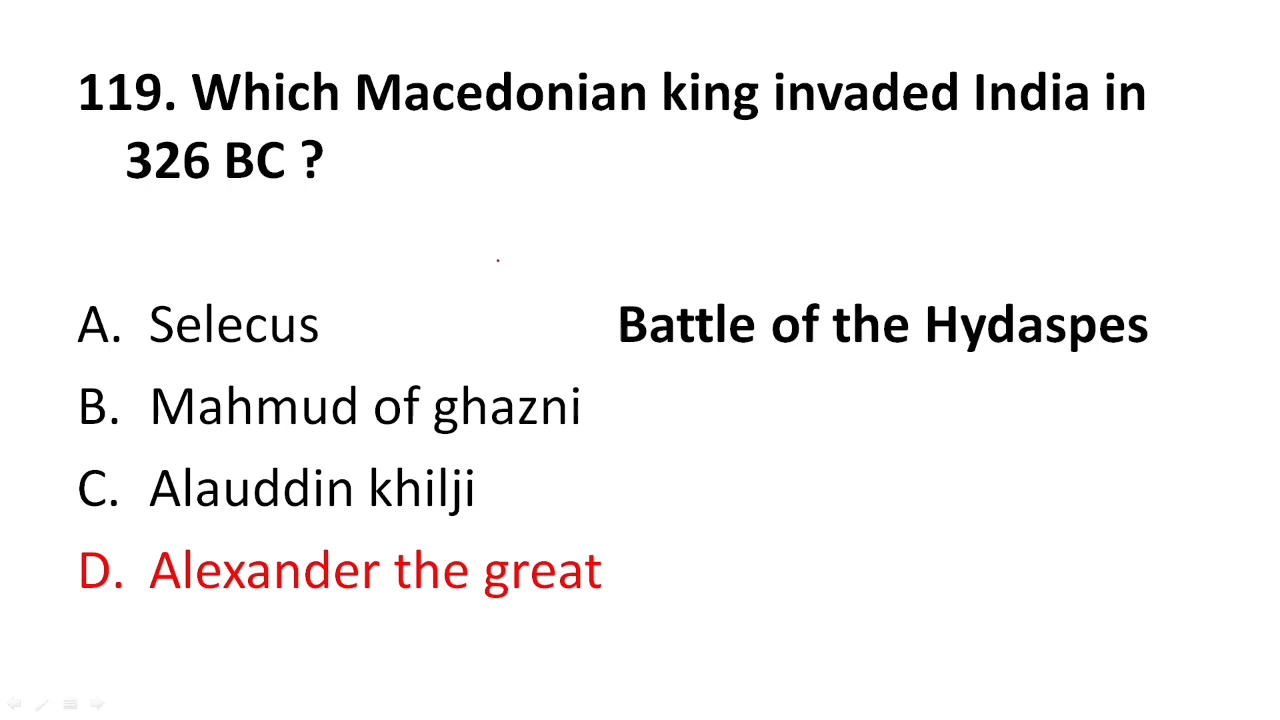 119. Which Macedonian king invaded India in
326 BC ?
A. Selecus
Battle of the Hydaspes
B. Mahmud of ghazni
C. Alauddin khilji
D. Alexander the great